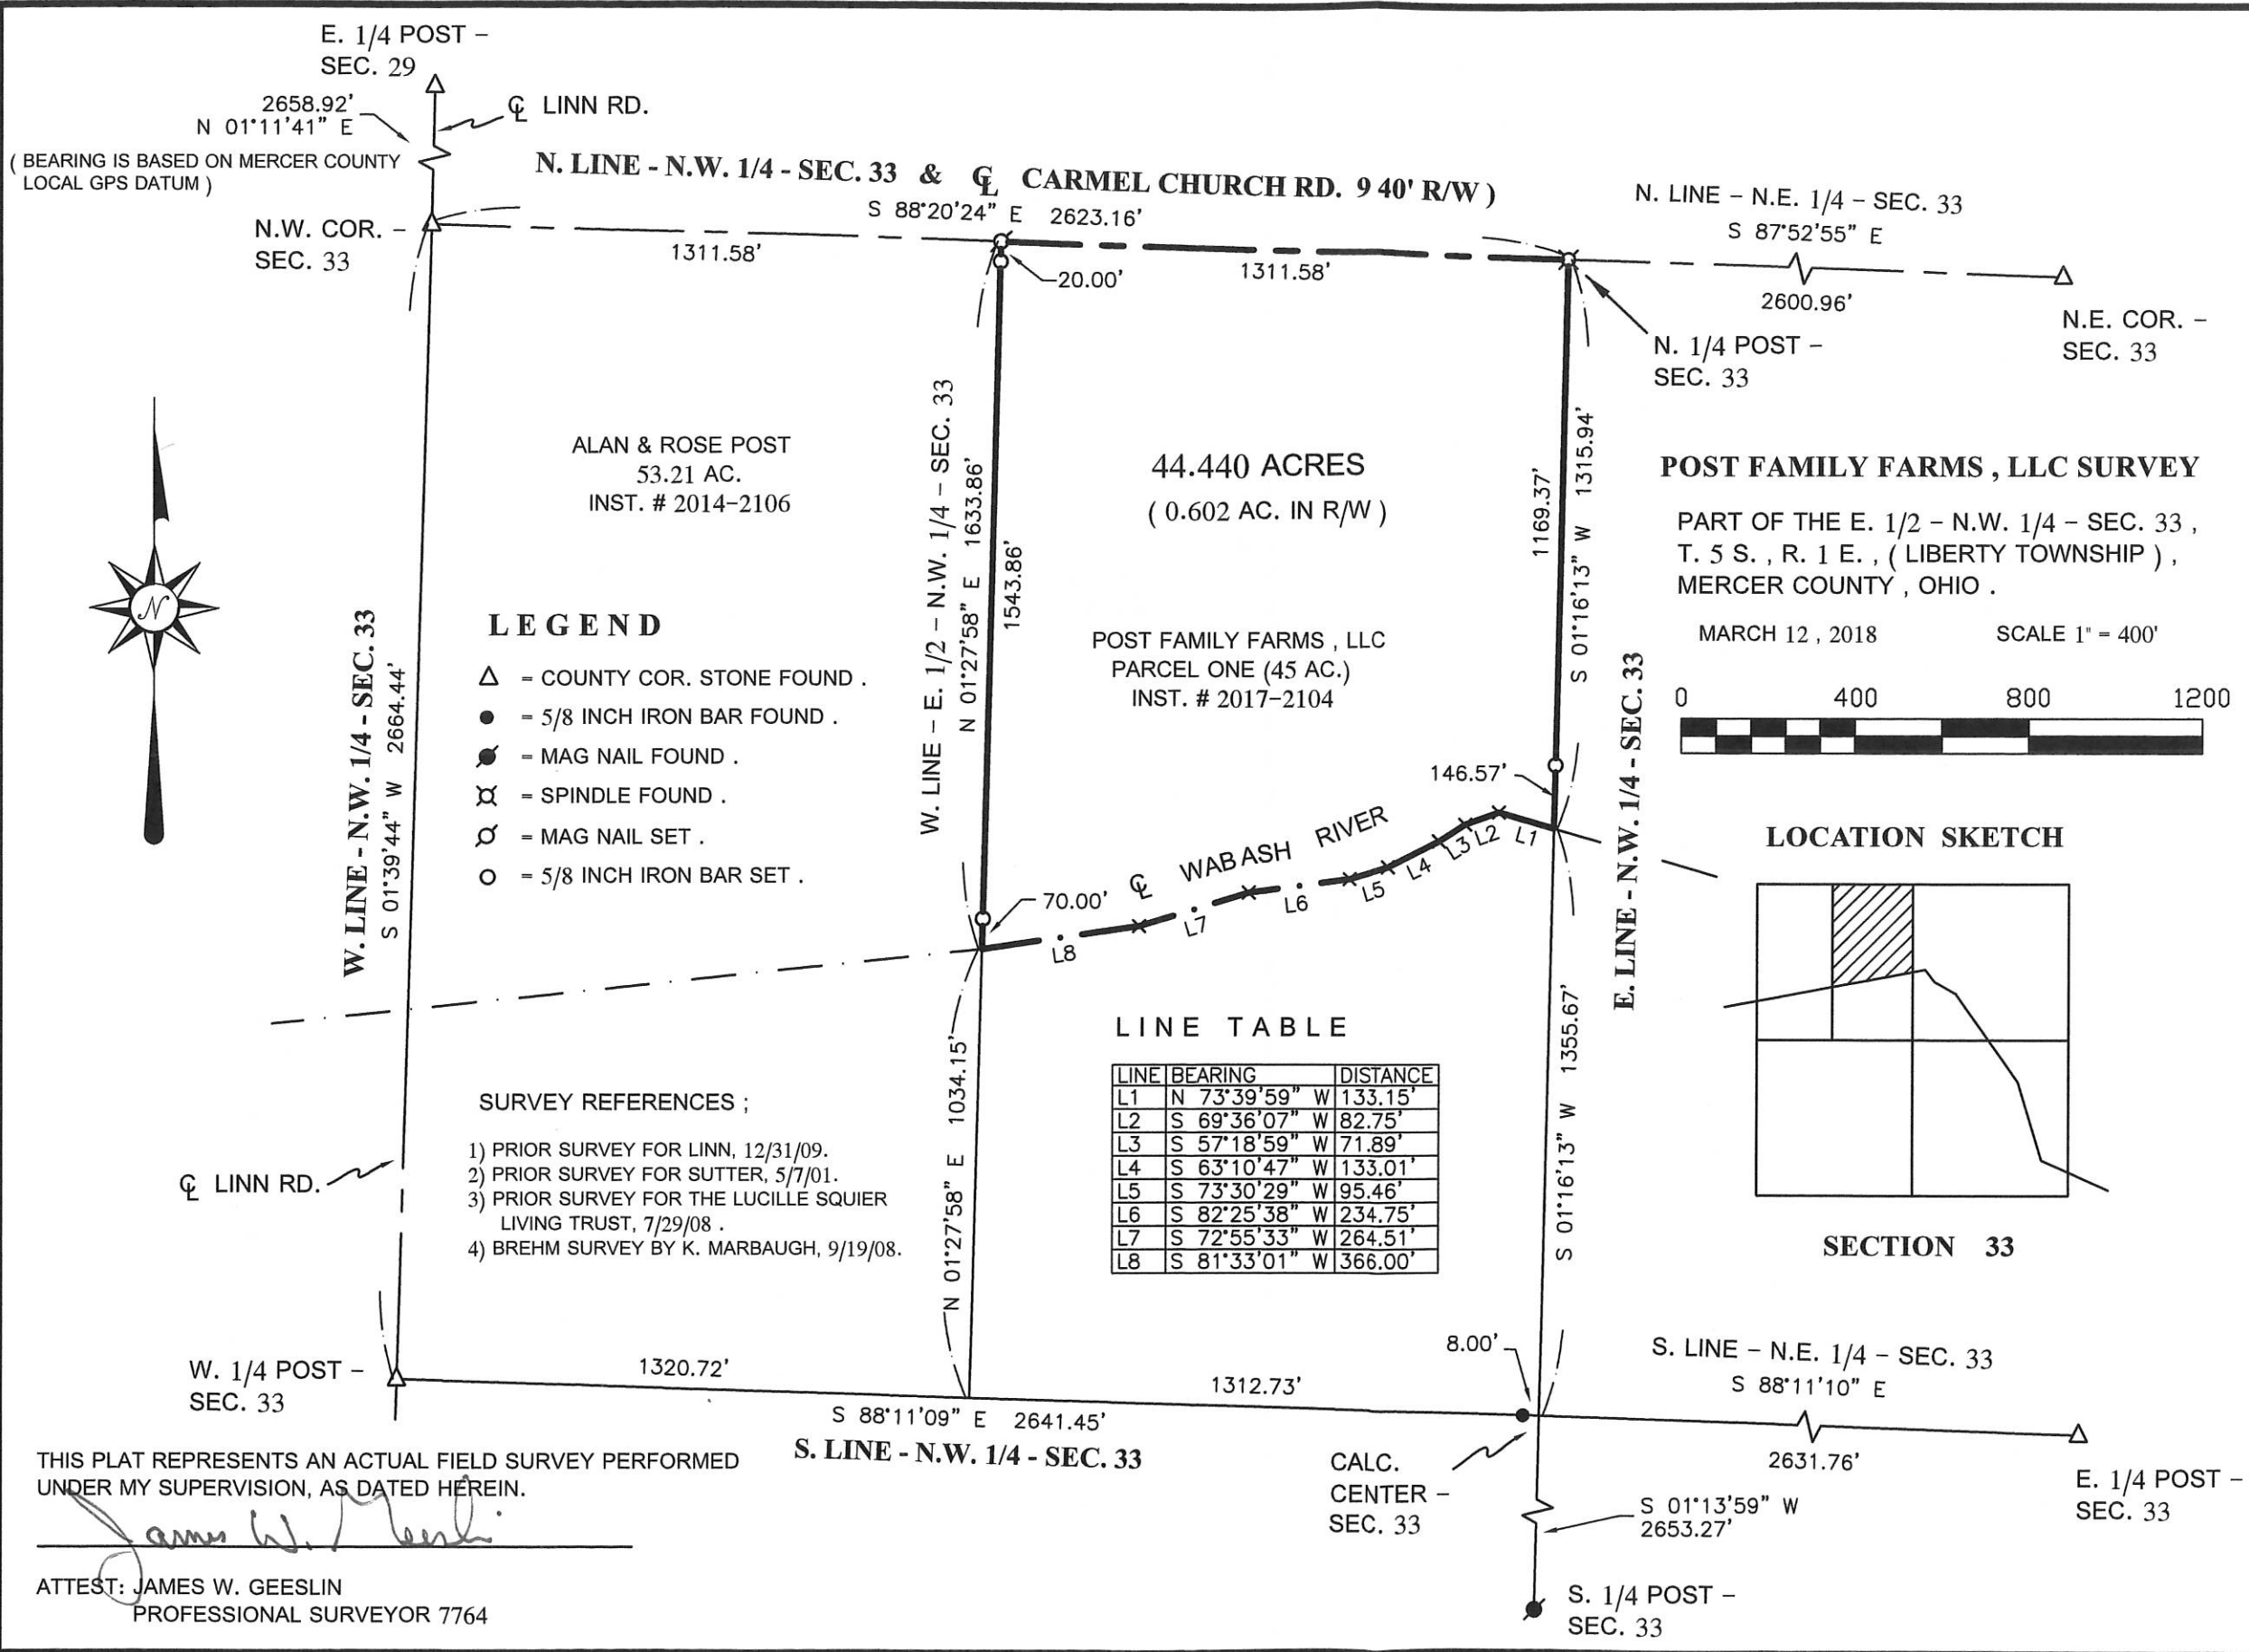 E. 1/4 POST –
SEC. 29
2658.92'
N 01°11'41" E
℄ LINN RD.
( BEARING IS BASED ON MERCER COUNTY
LOCAL GPS DATUM )
N. LINE - N.W. 1/4 - SEC. 33 & ℄ CARMEL CHURCH RD. 9 40' R/W )
S 88°20'24" E 2623.16'
N. LINE – N.E. 1/4 – SEC. 33
S 87°52'55" E
N.W. COR. –
SEC. 33
1311.58'
20.00'
1311.58'
2600.96'
N.E. COR. –
SEC. 33
N. 1/4 POST –
SEC. 33
ALAN & ROSE POST
53.21 AC.
INST. # 2014–2106
W. LINE – E. 1/2 – N.W. 1/4 – SEC. 33
N 01°27'58" E 1633.86'
1543.86'
44.440 ACRES
( 0.602 AC. IN R/W )
1169.37'
S 01°16'13" W 1315.94'
POST FAMILY FARMS , LLC SURVEY
PART OF THE E. 1/2 – N.W. 1/4 – SEC. 33 ,
T. 5 S. , R. 1 E. , ( LIBERTY TOWNSHIP ) ,
MERCER COUNTY , OHIO .
MARCH 12 , 2018 SCALE 1" = 400'
0 400 800 1200
N
LEGEND
= COUNTY COR. STONE FOUND .
= 5/8 INCH IRON BAR FOUND .
= MAG NAIL FOUND .
= SPINDLE FOUND .
= MAG NAIL SET .
= 5/8 INCH IRON BAR SET .
W. LINE - N.W. 1/4 - SEC. 33
S 01°39'44" W 2664.44'
POST FAMILY FARMS , LLC
PARCEL ONE (45 AC.)
INST. # 2017–2104
E. LINE - N.W. 1/4 - SEC. 33
146.57'
70.00'
℄ WABASH RIVER
L8
L7
L6
L5
L4
L3
L2
L1
LOCATION SKETCH
SECTION 33
LINE TABLE
LINE BEARING DISTANCE
L1 N 73°39'59" W 133.15'
L2 S 69°36'07" W 82.75'
L3 S 57°18'59" W 71.89'
L4 S 63°10'47" W 133.01'
L5 S 73°30'29" W 95.46'
L6 S 82°25'38" W 234.75'
L7 S 72°55'33" W 264.51'
L8 S 81°33'01" W 366.00'
N 01°27'58" E 1034.15'
S 01°16'13" W 1355.67'
SURVEY REFERENCES ;
1) PRIOR SURVEY FOR LINN, 12/31/09.
2) PRIOR SURVEY FOR SUTTER, 5/7/01.
3) PRIOR SURVEY FOR THE LUCILLE SQUIER
LIVING TRUST, 7/29/08 .
4) BREHM SURVEY BY K. MARBAUGH, 9/19/08.
℄ LINN RD.
W. 1/4 POST –
SEC. 33
1320.72'
1312.73'
8.00'
S 88°11'09" E 2641.45'
S. LINE - N.W. 1/4 - SEC. 33
S. LINE – N.E. 1/4 – SEC. 33
S 88°11'10" E
2631.76'
E. 1/4 POST –
SEC. 33
CALC.
CENTER –
SEC. 33
S 01°13'59" W
2653.27'
S. 1/4 POST –
SEC. 33
THIS PLAT REPRESENTS AN ACTUAL FIELD SURVEY PERFORMED
UNDER MY SUPERVISION, AS DATED HEREIN.
James W. Geeslin
ATTEST: JAMES W. GEESLIN
PROFESSIONAL SURVEYOR 7764